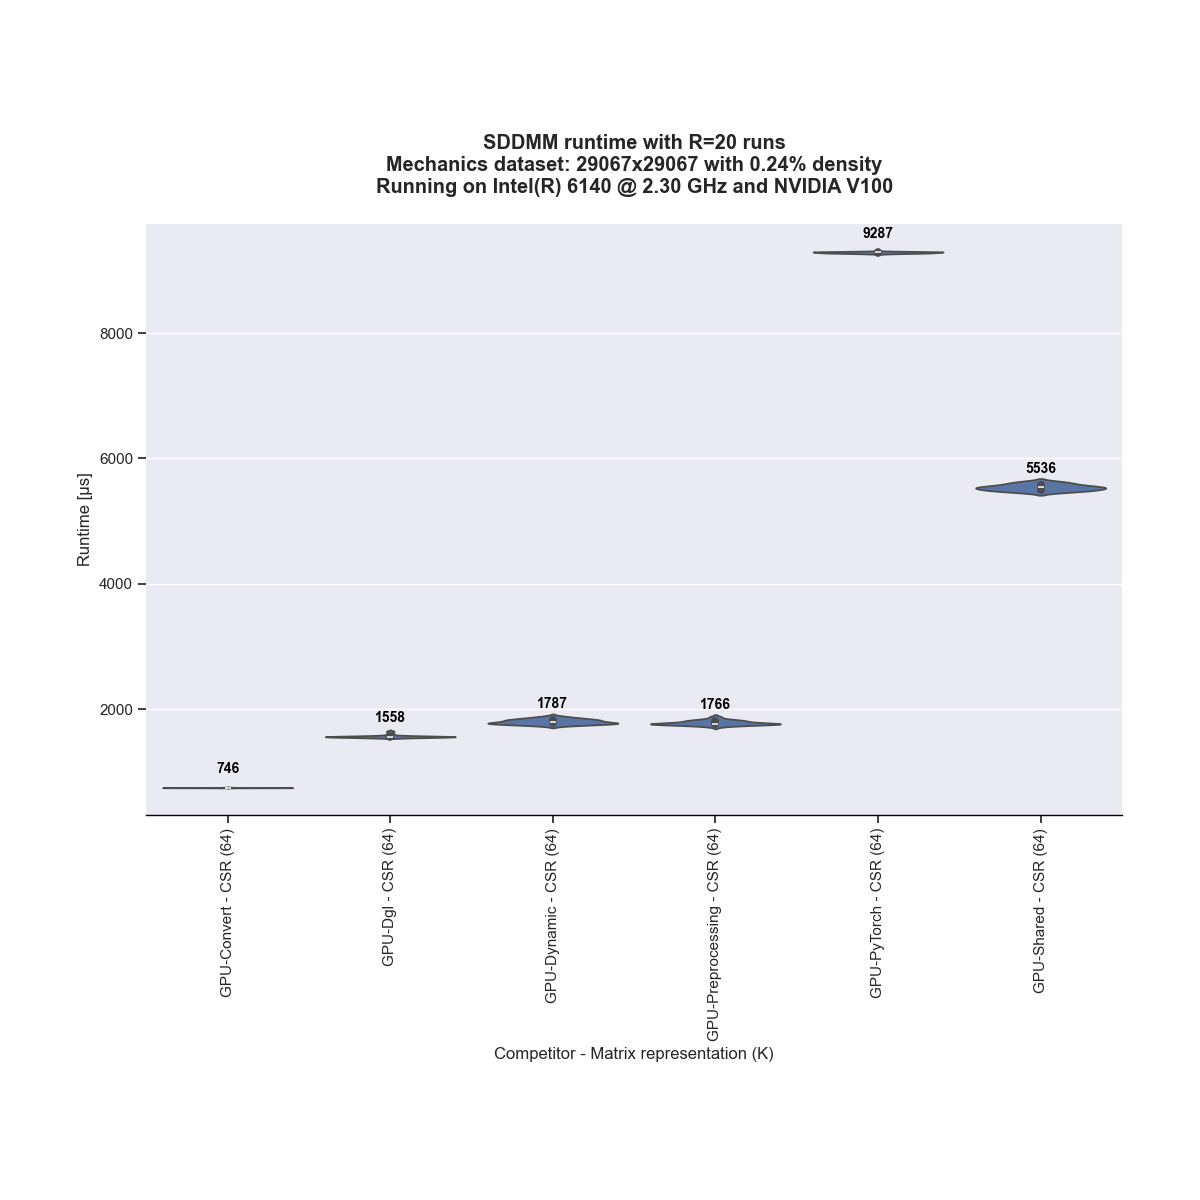 SDDMM runtime with R=20 runs
Mechanics dataset: 29067x29067 with 0.24% density
Running on Intel(R) 6140 @ 2.30 GHz and NVIDIA V100
9287
8000
6000
5536
Runtime [μs]
4000
2000
1787
1766
1558
746
GPU-Convert - CSR (64)
GPU-Dgl - CSR (64)
GPU-Dynamic - CSR (64)
GPU-Preprocessing - CSR (64)
GPU-PyTorch - CSR (64)
GPU-Shared - CSR (64)
Competitor - Matrix representation (K)